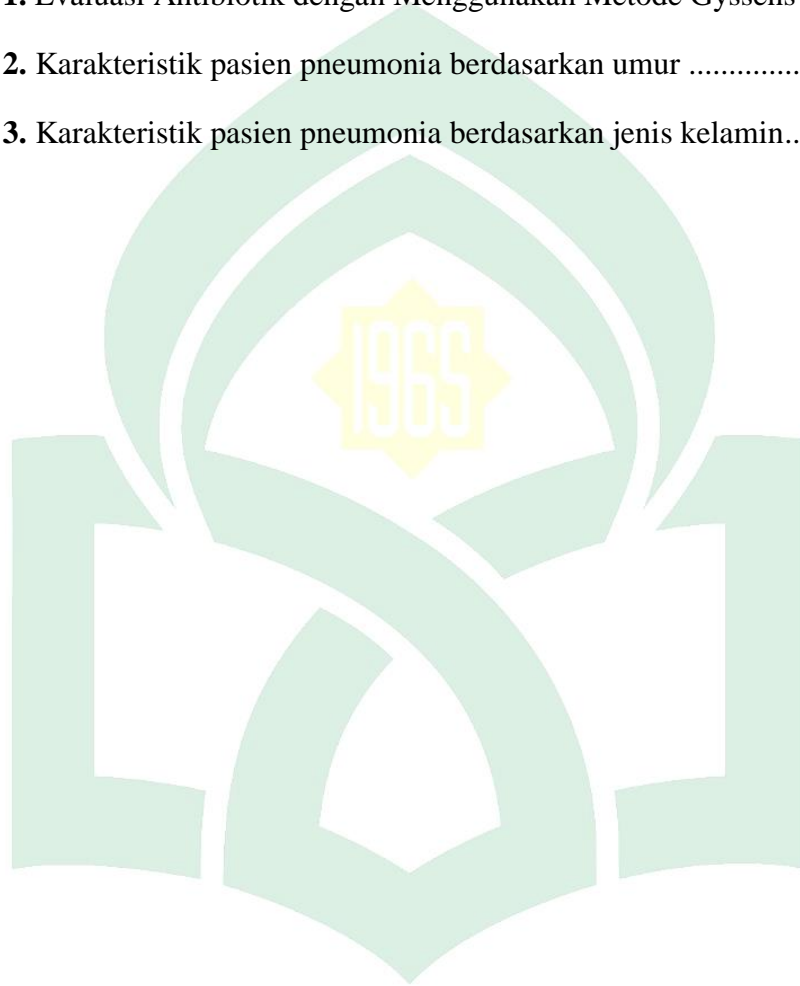 1. Evaluasi Antibiotik dengan Menggunakan Metode Gyssens
2. Karakteristik pasien pneumonia berdasarkan umur ..............
3. Karakteristik pasien pneumonia berdasarkan jenis kelamin..
1965